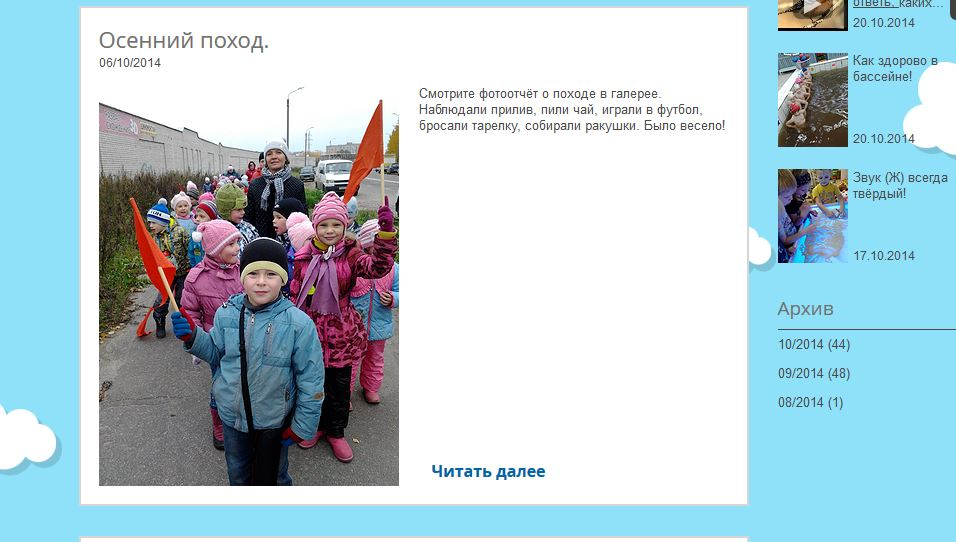 Осенний поход.
06/10/2014
Смотрите фотоотчёт о походе в галерее.
Наблюдали прилив, пили чай, играли в футбол,
бросали тарелку, собирали ракушки. Было весело!
Читать далее
ответь, каких...
20.10.2014
Как здорово в
бассейне!
20.10.2014
Звук (Ж) всегда
твёрдый!
17.10.2014
Архив
10/2014 (44)
09/2014 (48)
08/2014 (1)